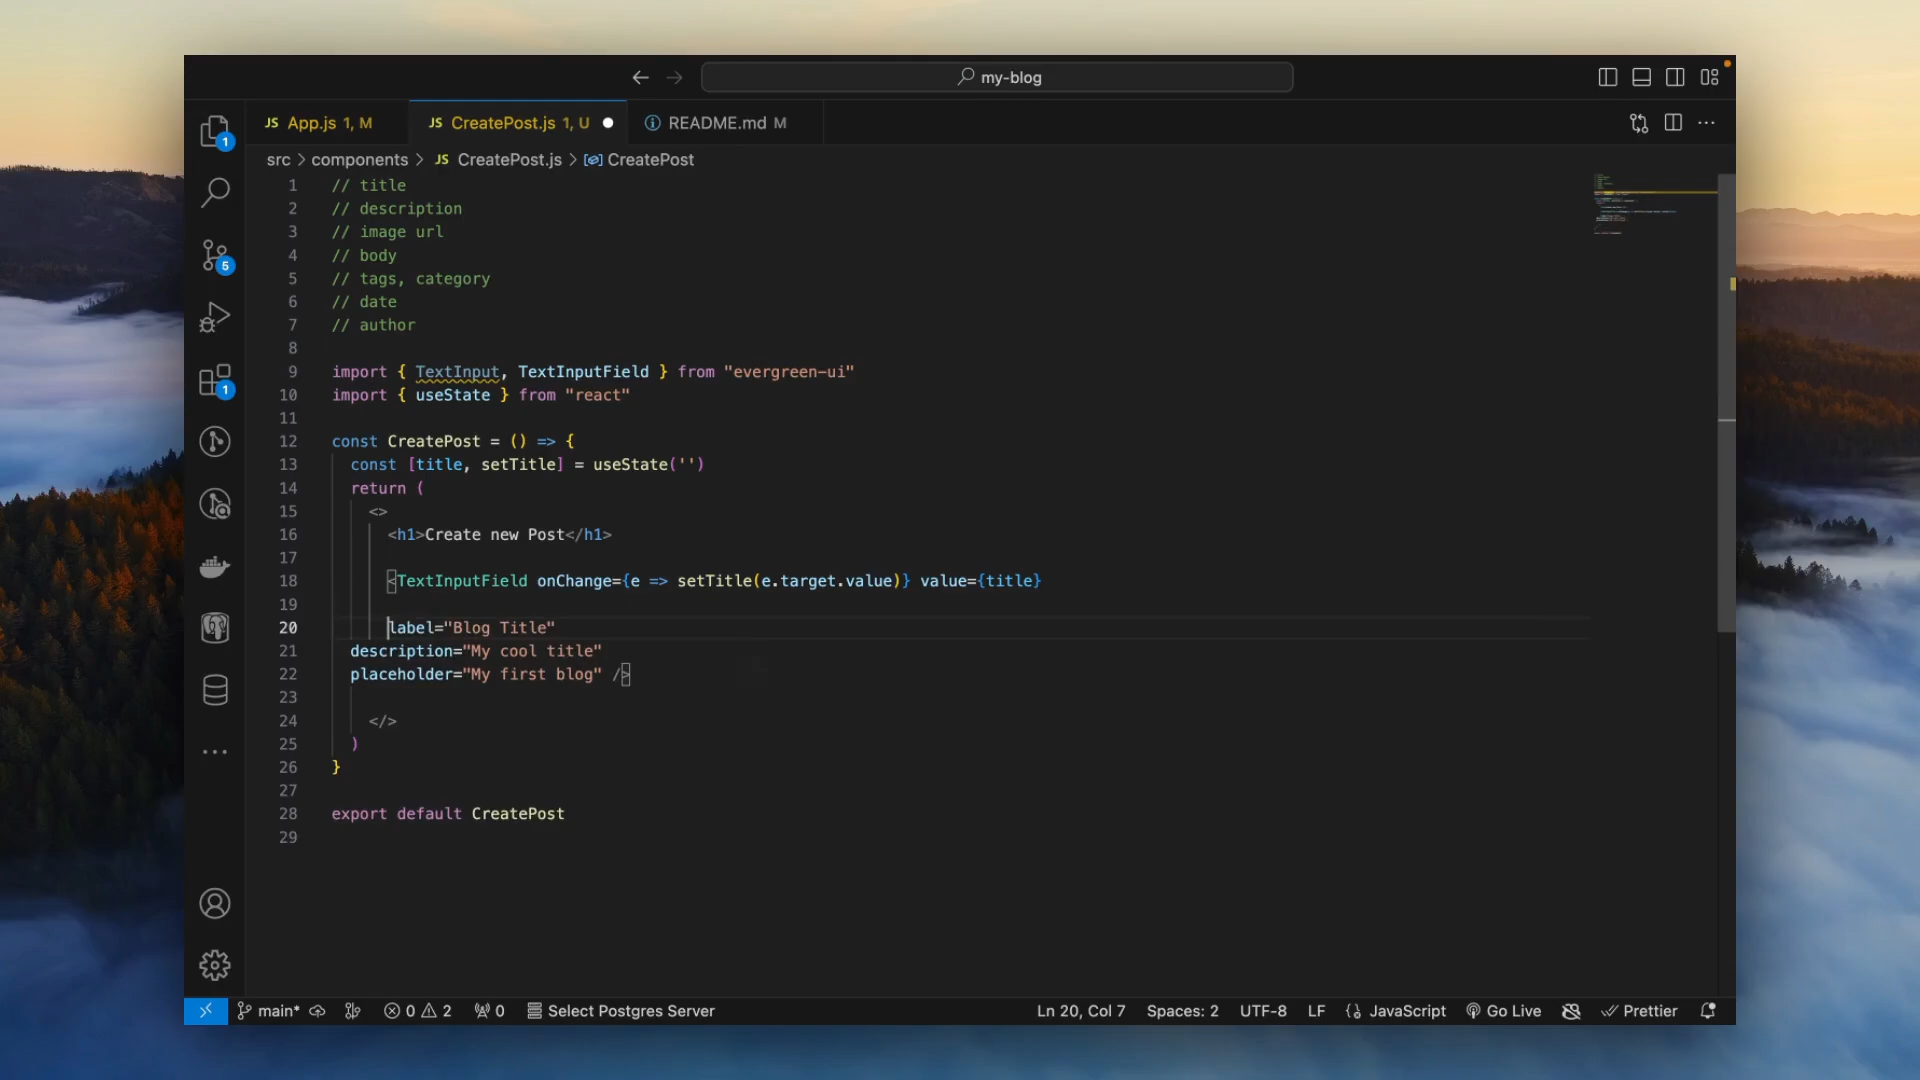 my-blog
JS App.js 1, M
JS CreatePost.js 1, U
README.md M
src > components > JS CreatePost.js > CreatePost
1 // title
2 // description
3 // image url
4 // body
5 // tags, category
6 // date
7 // author
8
9 import { TextInput, TextInputField } from "evergreen-ui"
10 import { useState } from "react"
11
12 const CreatePost = () => {
13 const [title, setTitle] = useState('')
14 return (
15 <>
16 <h1>Create new Post</h1>
17
18 <TextInputField onChange={e => setTitle(e.target.value)} value={title}
19
20 label="Blog Title"
21 description="My cool title"
22 placeholder="My first blog" />
23
24 </>
25 )
26 }
27
28 export default CreatePost
29
1
5
1
main* 0 2 0 Select Postgres Server Ln 20, Col 7 Spaces: 2 UTF-8 LF JavaScript Go Live Prettier